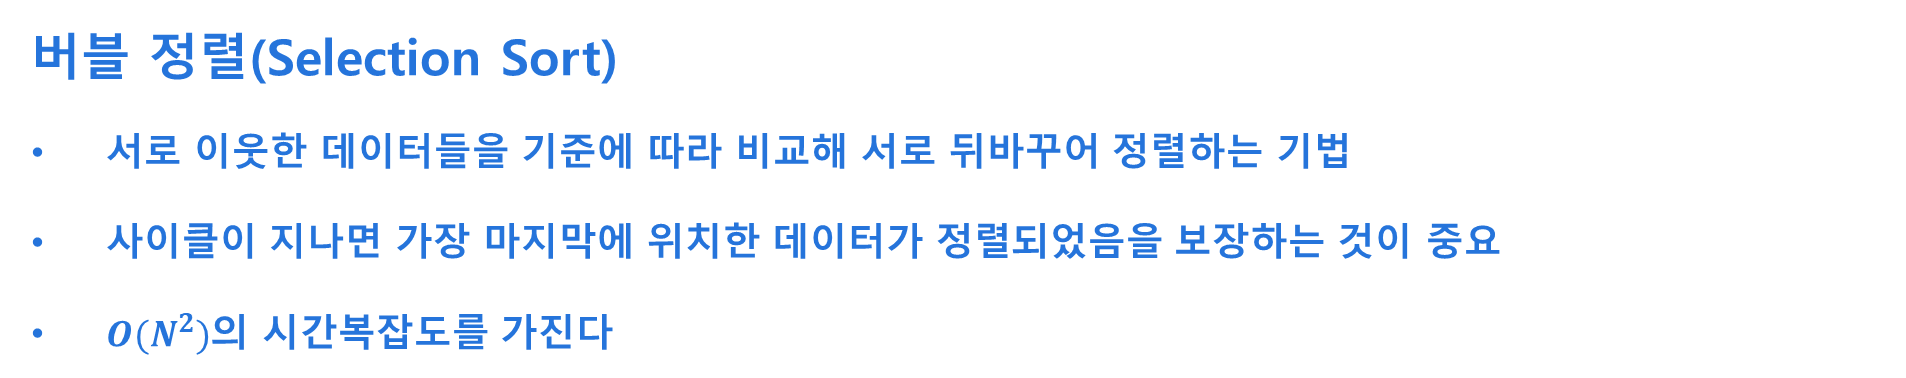 버블 정렬(Selection Sort)
• 서로 이웃한 데이터들을 기준에 따라 비교해 서로 뒤바꾸어 정렬하는 기법
• 사이클이 지나면 가장 마지막에 위치한 데이터가 정렬되었음을 보장하는 것이 중요
• O(N²)의 시간복잡도를 가진다